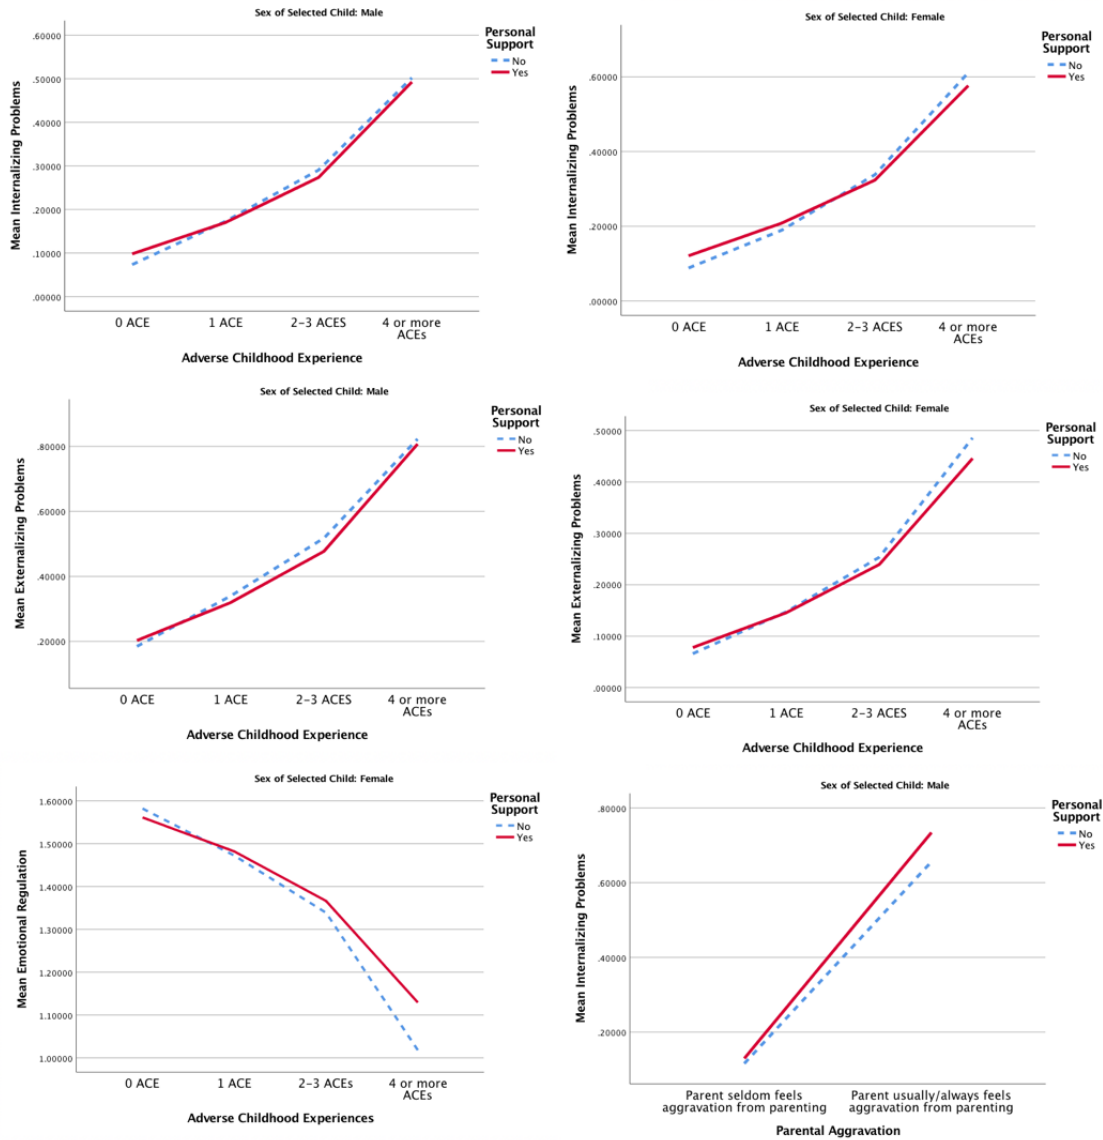 Sex of Selected Child: Male
Personal
Support
No
Yes
Mean Internalizing Problems
.60000
.50000
.40000
.30000
.20000
.10000
.00000
0 ACE
1 ACE
2-3 ACES
4 or more
ACEs
Adverse Childhood Experience
Sex of Selected Child: Female
Personal
Support
No
Yes
Mean Internalizing Problems
.60000
.40000
.20000
.00000
0 ACE
1 ACE
2-3 ACES
4 or more
ACEs
Adverse Childhood Experience
Sex of Selected Child: Male
Personal
Support
No
Yes
Mean Externalizing Problems
.80000
.60000
.40000
.20000
0 ACE
1 ACE
2-3 ACES
4 or more
ACEs
Adverse Childhood Experience
Sex of Selected Child: Female
Personal
Support
No
Yes
Mean Externalizing Problems
.50000
.40000
.30000
.20000
.10000
.00000
0 ACE
1 ACE
2-3 ACES
4 or more
ACEs
Adverse Childhood Experience
Sex of Selected Child: Female
Personal
Support
No
Yes
Mean Emotional Regulation
1.60000
1.50000
1.40000
1.30000
1.20000
1.10000
1.00000
0 ACE
1 ACE
2-3 ACEs
4 or more
ACEs
Adverse Childhood Experiences
Sex of Selected Child: Male
Personal
Support
No
Yes
Mean Internalizing Problems
.80000
.60000
.40000
.20000
Parent seldom feels
aggravation from parenting
Parent usually/always feels
aggravation from parenting
Parental Aggravation